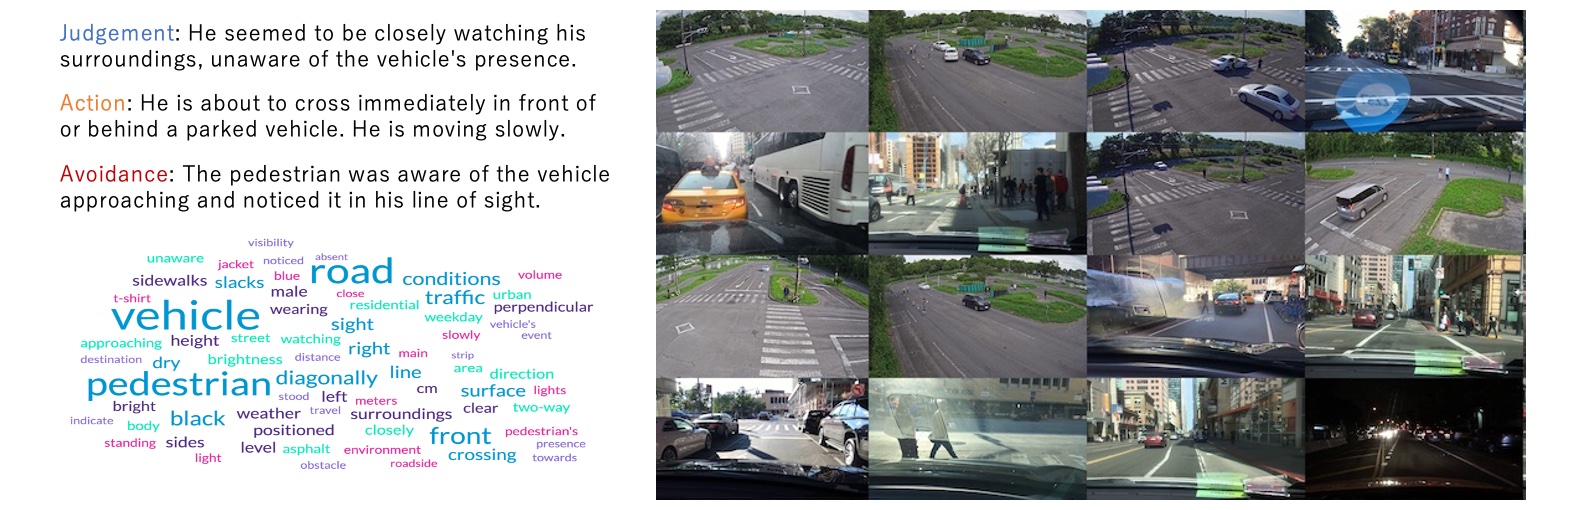 Judgement: He seemed to be closely watching his
surroundings, unaware of the vehicle's presence.
Action: He is about to cross immediately in front of
or behind a parked vehicle. He is moving slowly.
Avoidance: The pedestrian was aware of the vehicle
approaching and noticed it in his line of sight.
visibility
unaware jacket noticed absent
sidewalks slacks blue road conditions volume
t-shirt male close residential traffic urban
vehicle wearing sight weekday perpendicular
approaching height street watching slowly vehicle's event
destination dry brightness distance right main strip
pedestrian diagonally line area direction
stood left meters cm surface lights
indicate bright black weather travel surroundings clear two-way
body positioned closely front pedestrian's
standing sides level asphalt environment crossing presence
light obstacle roadside towards